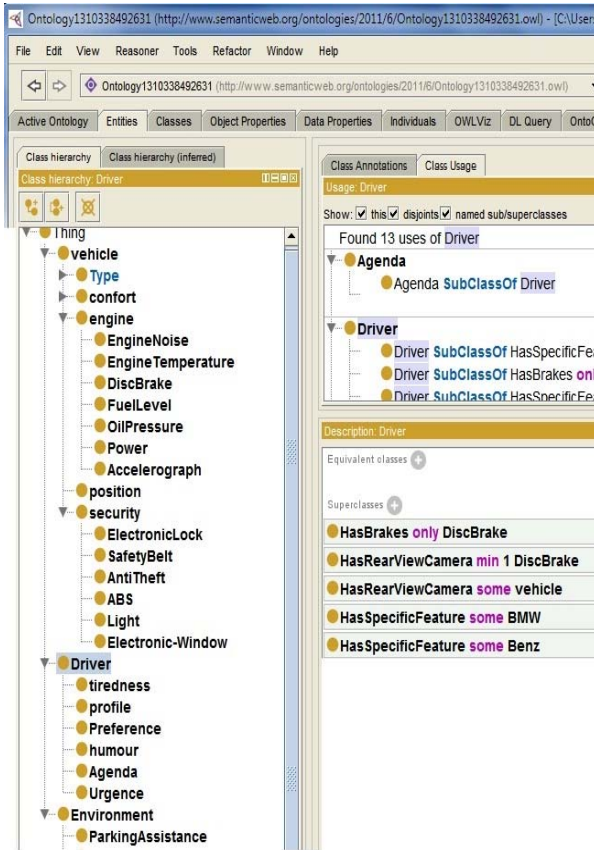 Ontology1310338492631 (http://www.semanticweb.org/ontologies/2011/6/Ontology1310338492631.owl) - [C:\User
File Edit View Reasoner Tools Refactor Window Help
Ontology1310338492631 (http://www.semanticweb.org/ontologies/2011/6/Ontology1310338492631.owl)
Active Ontology Entities Classes Object Properties Data Properties Individuals OWLViz DL Query Onto
Class hierarchy Class hierarchy (inferred)
Class hierarchy: Driver
Thing
vehicle
Type
confort
engine
EngineNoise
EngineTemperature
DiscBrake
FuelLevel
OilPressure
Power
Accelerograph
position
security
ElectronicLock
SafetyBelt
AntiTheft
ABS
Light
Electronic-Window
Driver
tiredness
profile
Preference
humour
Agenda
Urgence
Environment
ParkingAssistance
Class Annotations Class Usage
Usage: Driver
Show: this disjoints named sub/superclasses
Found 13 uses of Driver
Agenda
Agenda SubClassOf Driver
Driver
Driver SubClassOf HasSpecificFea
Driver SubClassOf HasBrakes onl
Driver SubClassOf HasSpecificFea
Description: Driver
Equivalent classes
Superclasses
HasBrakes only DiscBrake
HasRearViewCamera min 1 DiscBrake
HasRearViewCamera some vehicle
HasSpecificFeature some BMW
HasSpecificFeature some Benz